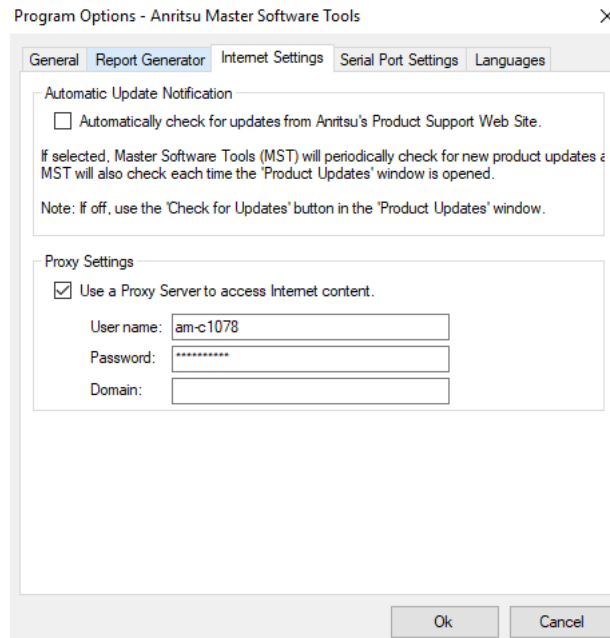 Program Options - Anritsu Master Software Tools
General Report Generator Internet Settings Serial Port Settings Languages
Automatic Update Notification
Automatically check for updates from Anritsu's Product Support Web Site.
If selected, Master Software Tools (MST) will periodically check for new product updates a
MST will also check each time the 'Product Updates' window is opened.
Note: If off, use the 'Check for Updates' button in the 'Product Updates' window.
Proxy Settings
Use a Proxy Server to access Internet content.
User name: am-c1078
Password: **********
Domain:
Ok Cancel